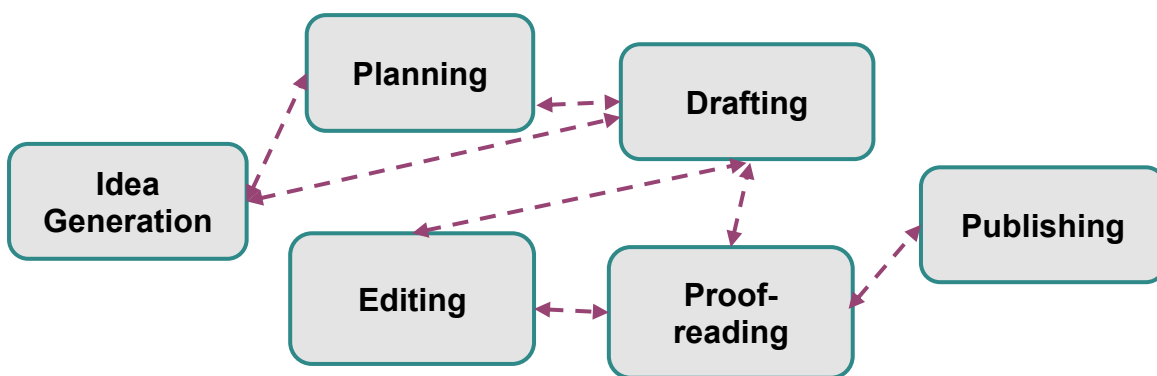 Planning
Drafting
Idea
Generation
Publishing
Editing
Proof-
reading